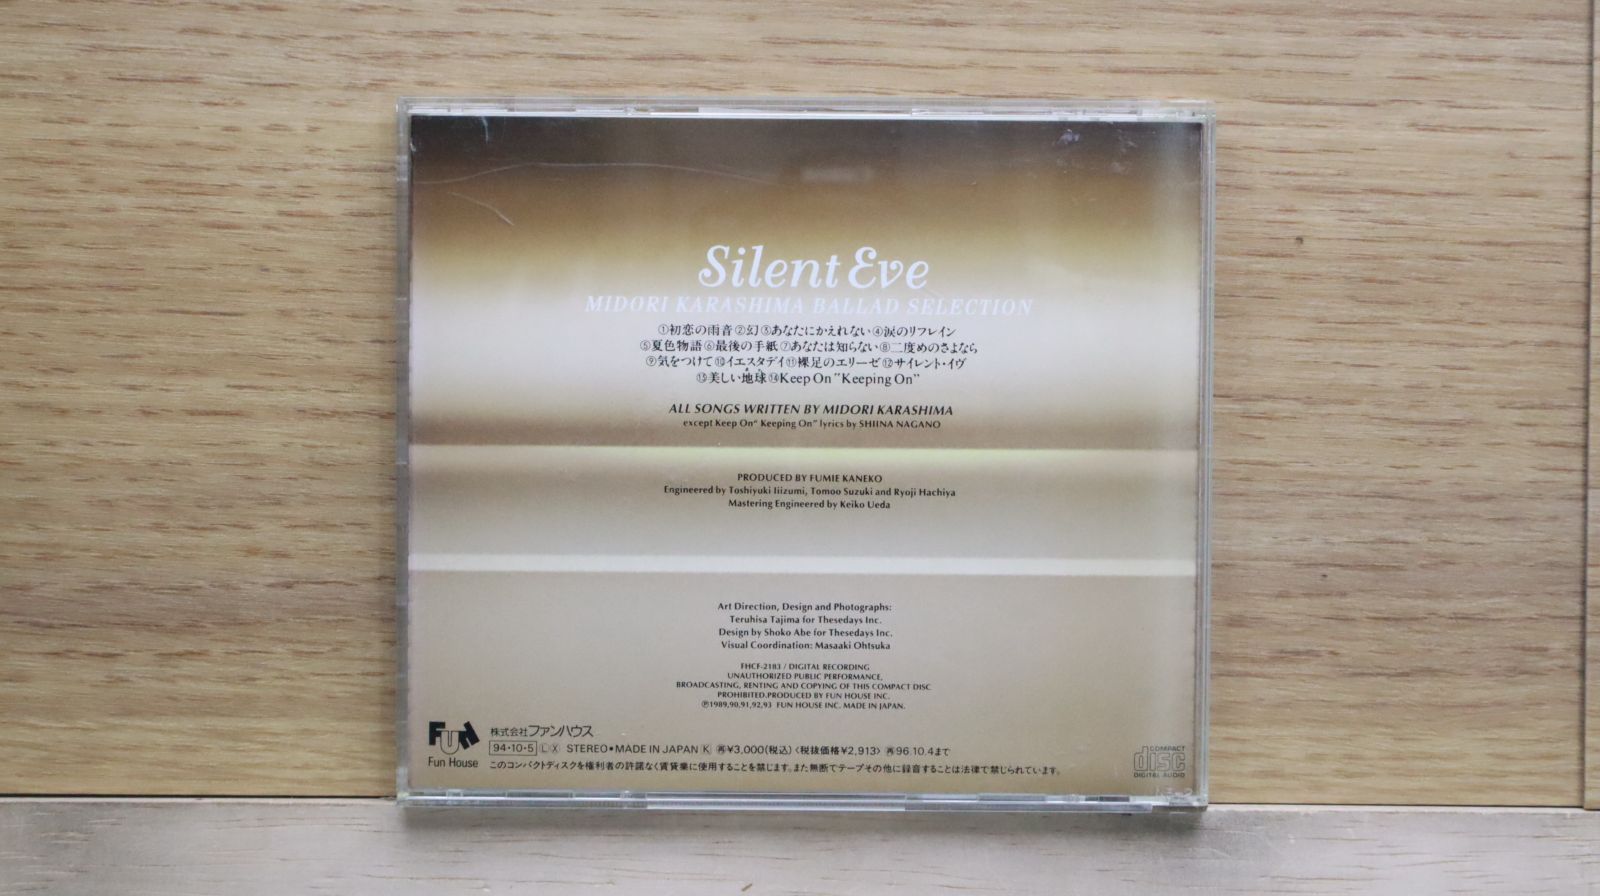 Silent Eve
MIDORI KARASHIMA BALLAD SELECTION
①初恋の雨音②幻③あなたにかえれない④涙のリフレイン
⑤夏色物語⑥最後の手紙⑦あなたは知らない⑧二度めのさよなら
⑨気をつけて⑩イエスタデイ⑪裸足のエリーゼ⑫サイレント・イヴ
⑬美しい地球⑭Keep On "Keeping On"
ALL SONGS WRITTEN BY MIDORI KARASHIMA
except Keep On" Keeping On" lyrics by SHIINA NAGANO
PRODUCED BY FUMIE KANEKO
Engineered by Toshiyuki Iiizumi, Tomoo Suzuki and Ryoji Hachiya
Mastering Engineered by Keiko Ueda
Art Direction, Design and Photographs:
Teruhisa Tajima for Thesedays Inc.
Design by Shoko Abe for Thesedays Inc.
Visual Coordination: Masaaki Ohtsuka
FHCF-2183 / DIGITAL RECORDING
UNAUTHORIZED PUBLIC PERFORMANCE,
BROADCASTING, RENTING AND COPYING OF THIS COMPACT DISC
PROHIBITED.PRODUCED BY FUN HOUSE INC.
Ⓟ1989,90,91,92,93 FUN HOUSE INC. MADE IN JAPAN.
FUN
Fun House
株式会社ファンハウス
94・10・5 L X STEREO●MADE IN JAPAN K 再¥3,000(税込)〈税抜価格¥2,913〉再96.10.4まで
このコンパクトディスクを権利者の許諾なく賃貸業に使用することを禁じます。また無断でテープその他に録音することは法律で禁じられています。
COMPACT
disc
DIGITAL AUDIO